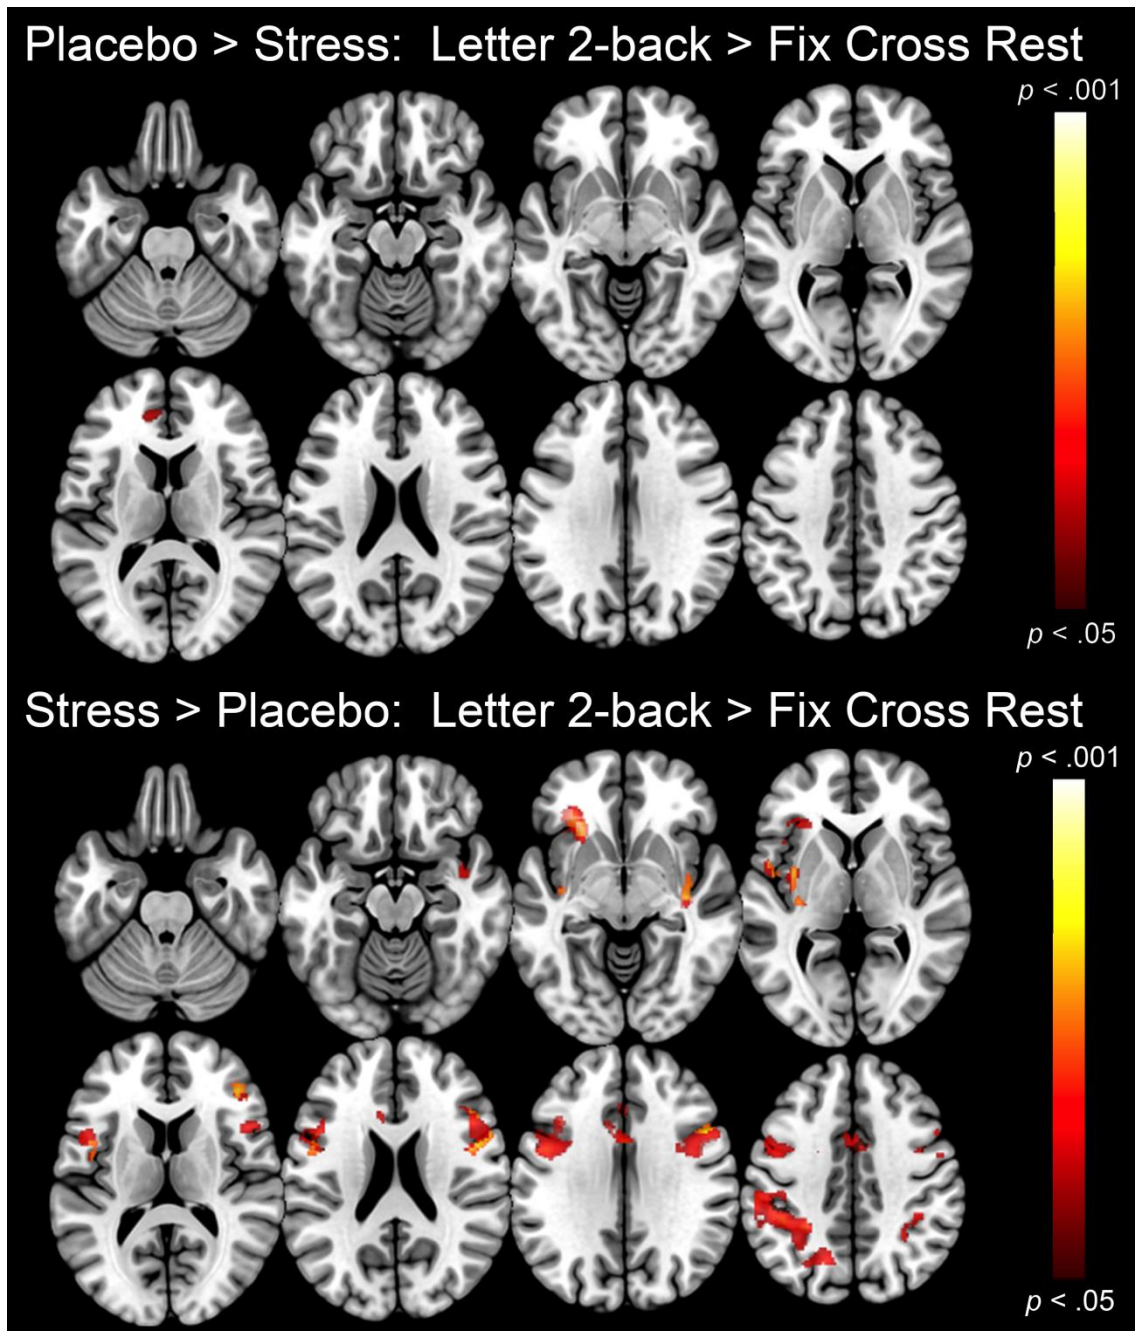 Placebo > Stress:  Letter 2-back > Fix Cross Rest
p < .001
p < .05
Stress > Placebo:  Letter 2-back > Fix Cross Rest
p < .001
p < .05